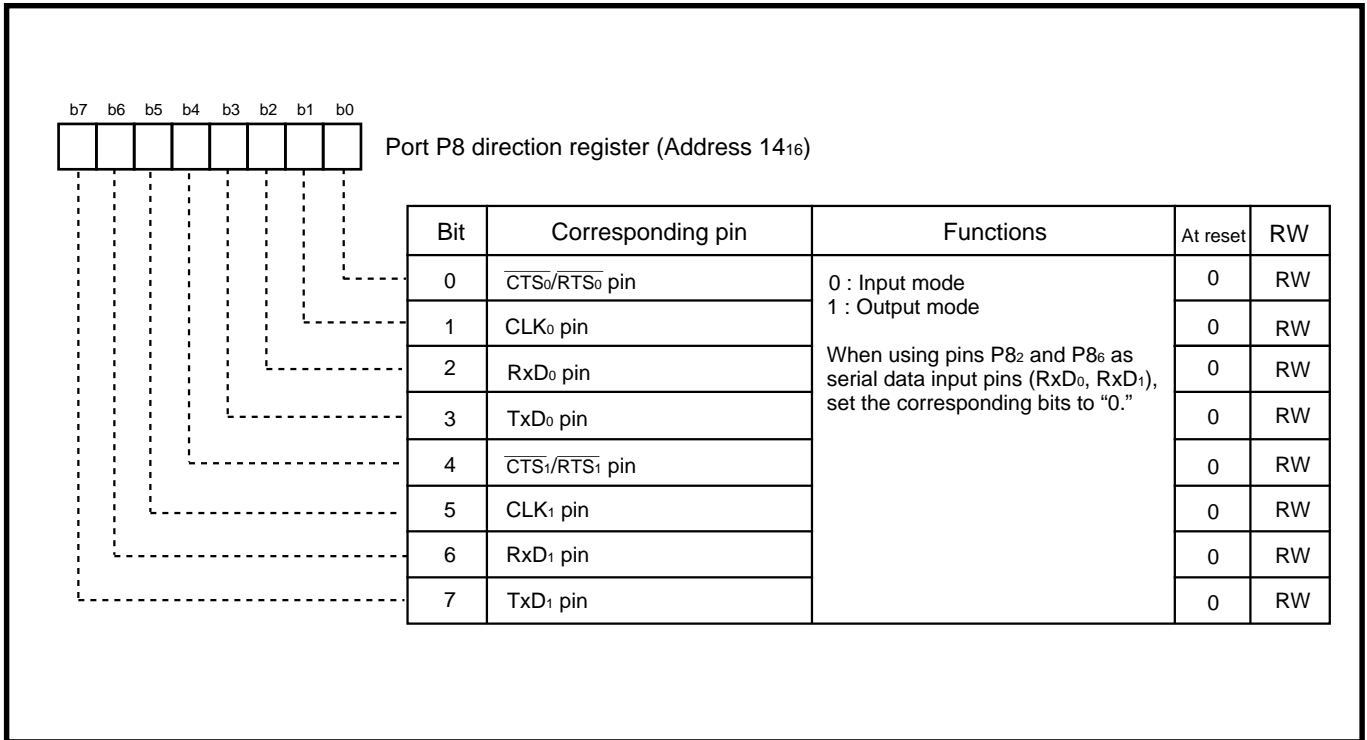 b7 b6 b5 b4 b3 b2 b1 b0
Port P8 direction register (Address 14₁₆)
Bit Corresponding pin Functions At reset RW
0 C̅T̅S̅₀/R̅T̅S̅₀ pin 0 RW
0 : Input mode
1 : Output mode
1 CLK₀ pin 0 RW
2 RxD₀ pin 0 RW
When using pins P8₂ and P8₆ as
serial data input pins (RxD₀, RxD₁),
set the corresponding bits to “0.”
3 TxD₀ pin 0 RW
4 C̅T̅S̅₁/R̅T̅S̅₁ pin 0 RW
5 CLK₁ pin 0 RW
6 RxD₁ pin 0 RW
7 TxD₁ pin 0 RW